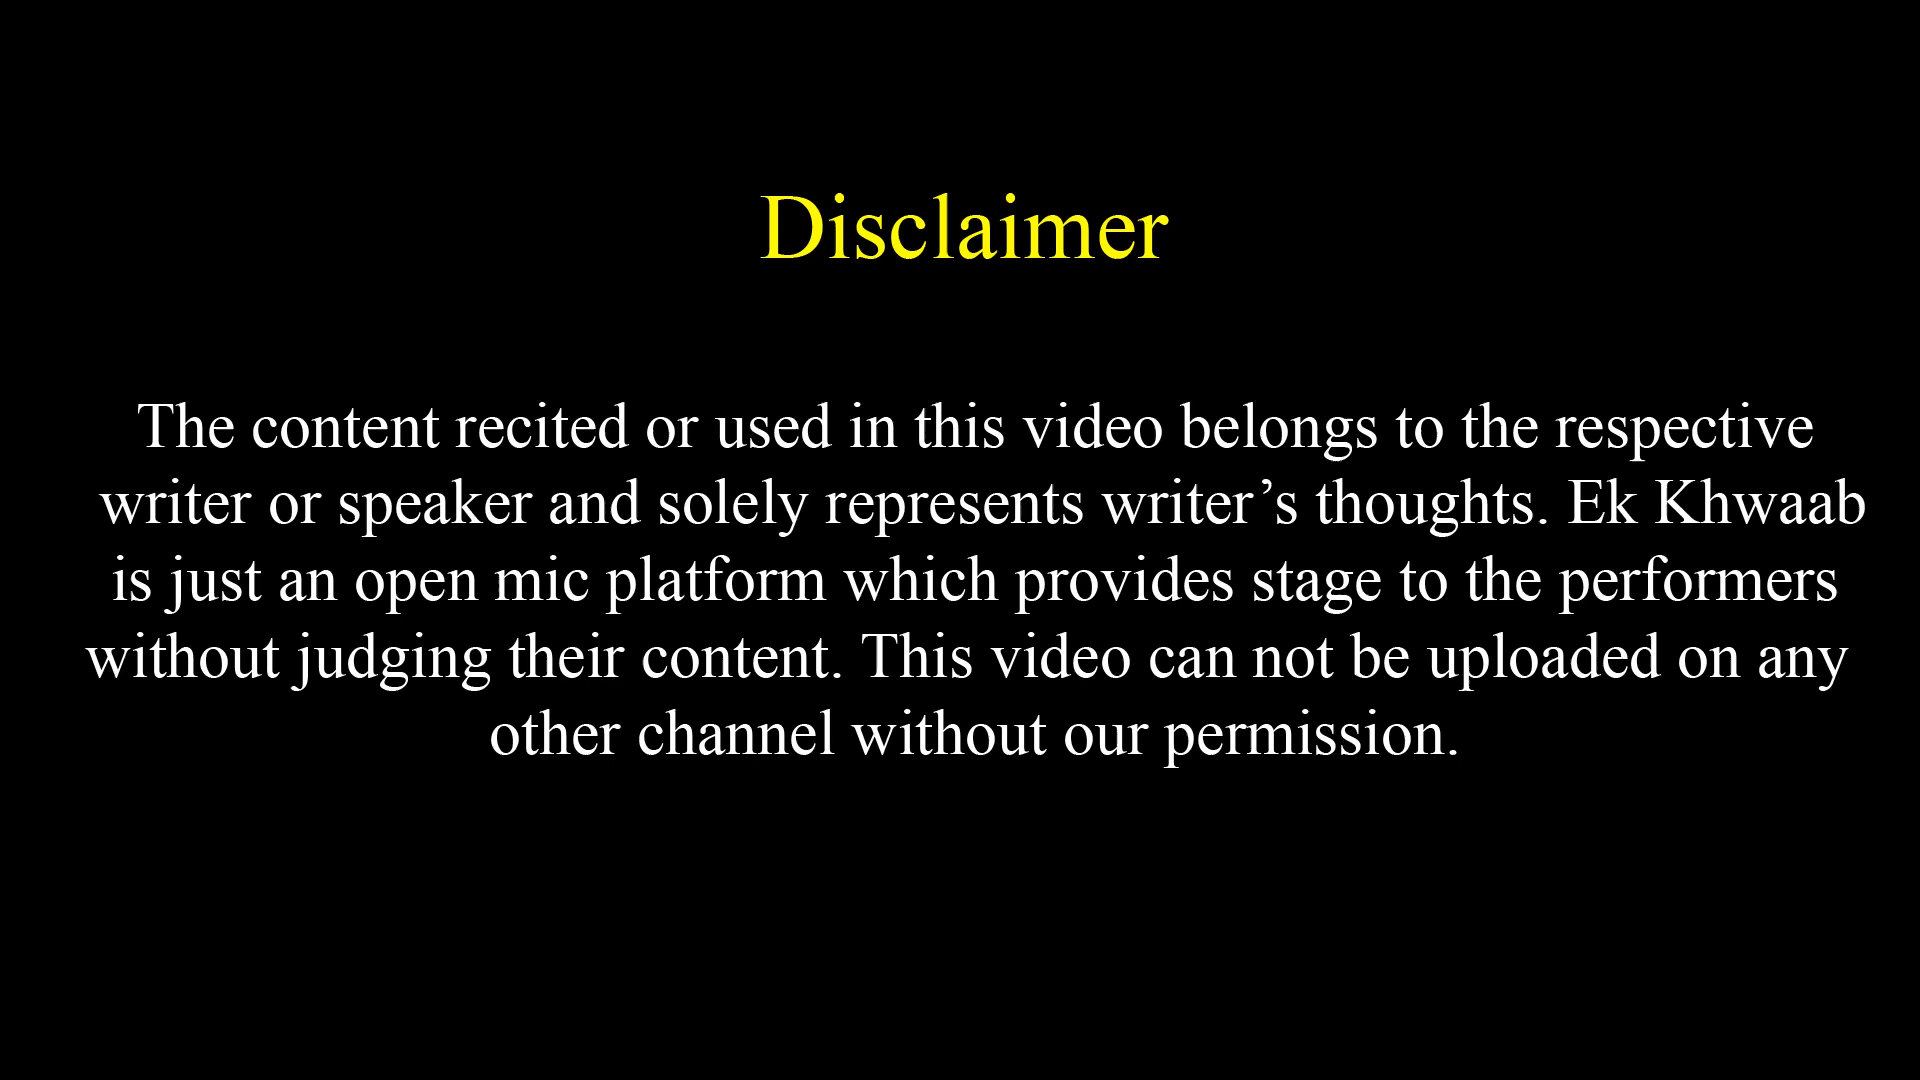 Disclaimer
The content recited or used in this video belongs to the respective
writer or speaker and solely represents writer’s thoughts. Ek Khwaab
is just an open mic platform which provides stage to the performers
without judging their content. This video can not be uploaded on any
other channel without our permission.